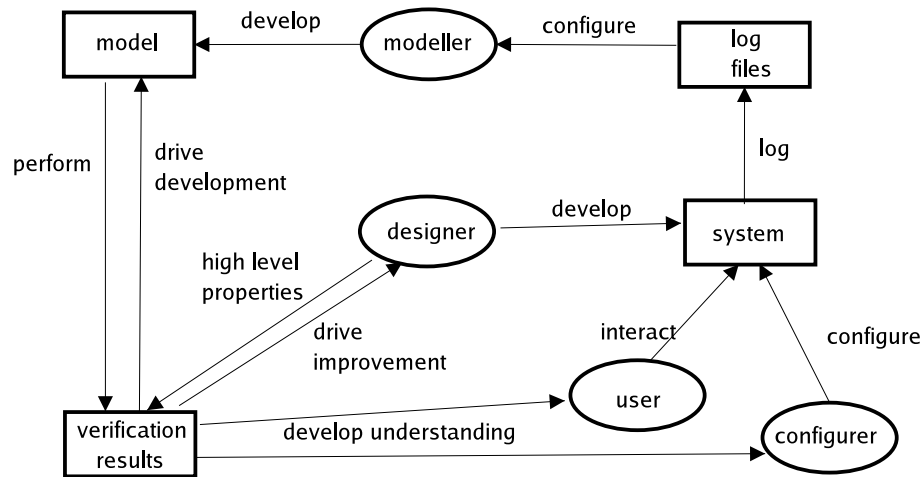 develop
configure
model
modeller
log
files
perform
drive
development
log
develop
designer
system
high level
properties
drive
improvement
interact
configure
user
verification
results
develop understanding
configurer